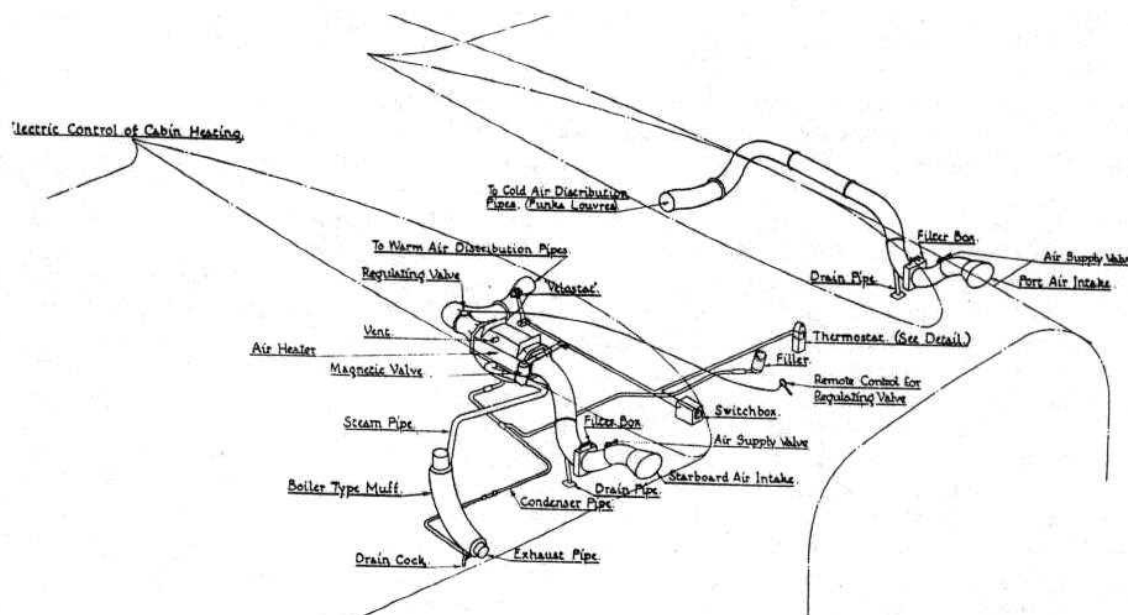 Electric Control of Cabin Heating.
To Cold Air Distribution
Pipes. (Punka Louvres)
Filter Box.
Air Supply Valve
Port Air Intake
Drain Pipe
To Warm Air Distribution Pipes.
Regulating Valve
'Velostat'
Vent
Air Heater
Magnetic Valve
Thermostat (See Detail)
Filler
Remote Control for
Regulating Valve
Switchbox
Steam Pipe
Filter Box
Air Supply Valve
Starboard Air Intake.
Boiler Type Muff.
Drain Pipe
Condenser Pipe
Drain Cock
Exhaust Pipe.